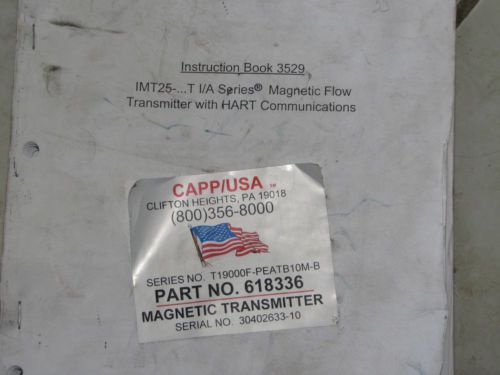 Instruction Book 3529
IMT25-...T I/A Series® Magnetic Flow
Transmitter with HART Communications
CAPP/USA SM
CLIFTON HEIGHTS, PA 19018
(800)356-8000
SERIES NO. T19000F-PEATB10M-B
PART NO. 618336
MAGNETIC TRANSMITTER
SERIAL NO. 30402633-10